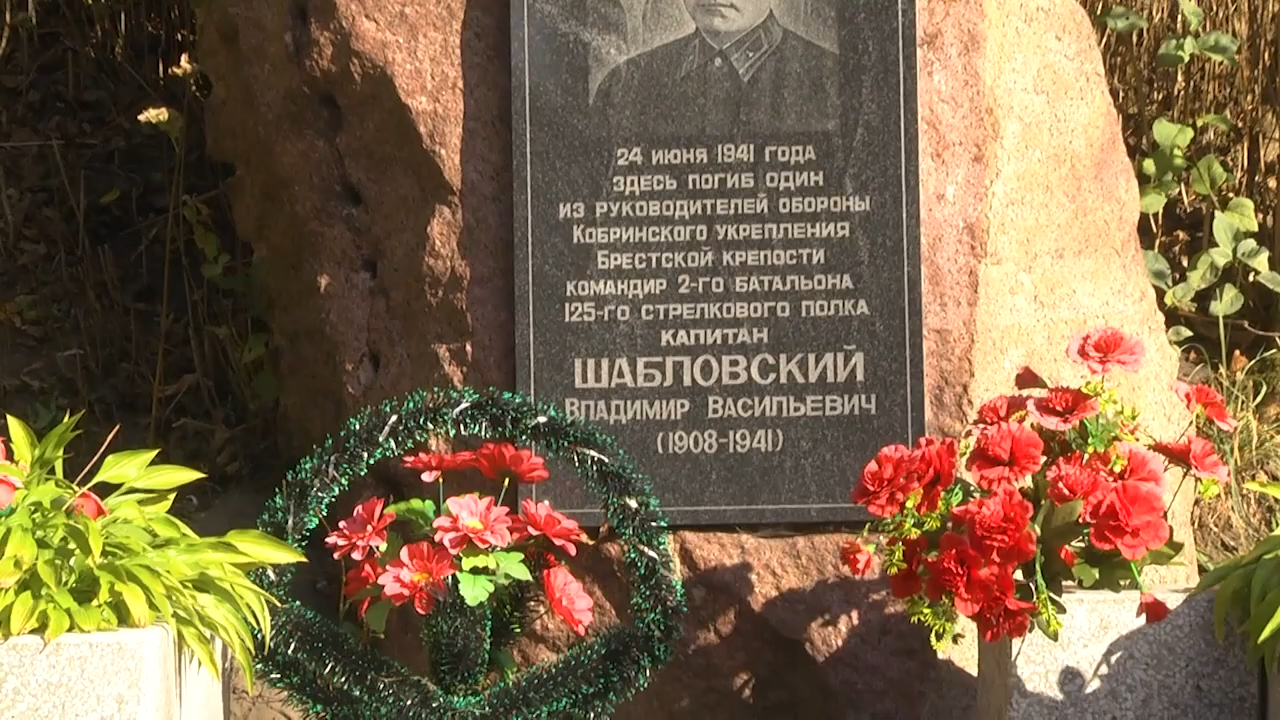 24 ИЮНЯ 1941 ГОДА
ЗДЕСЬ ПОГИБ ОДИН
ИЗ РУКОВОДИТЕЛЕЙ ОБОРОНЫ
КОБРИНСКОГО УКРЕПЛЕНИЯ
БРЕСТСКОЙ КРЕПОСТИ
КОМАНДИР 2-ГО БАТАЛЬОНА
125-ГО СТРЕЛКОВОГО ПОЛКА
КАПИТАН
ШАБЛОВСКИЙ
ВЛАДИМИР ВАСИЛЬЕВИЧ
(1908-1941)